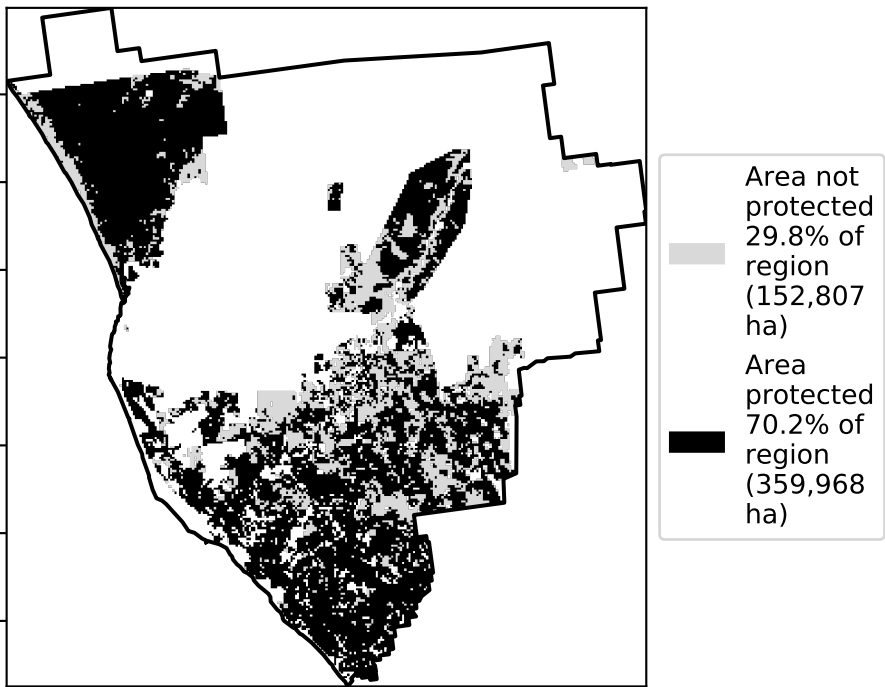 Area not
protected
29.8% of
region
(152,807
ha)
Area
protected
70.2% of
region
(359,968
ha)